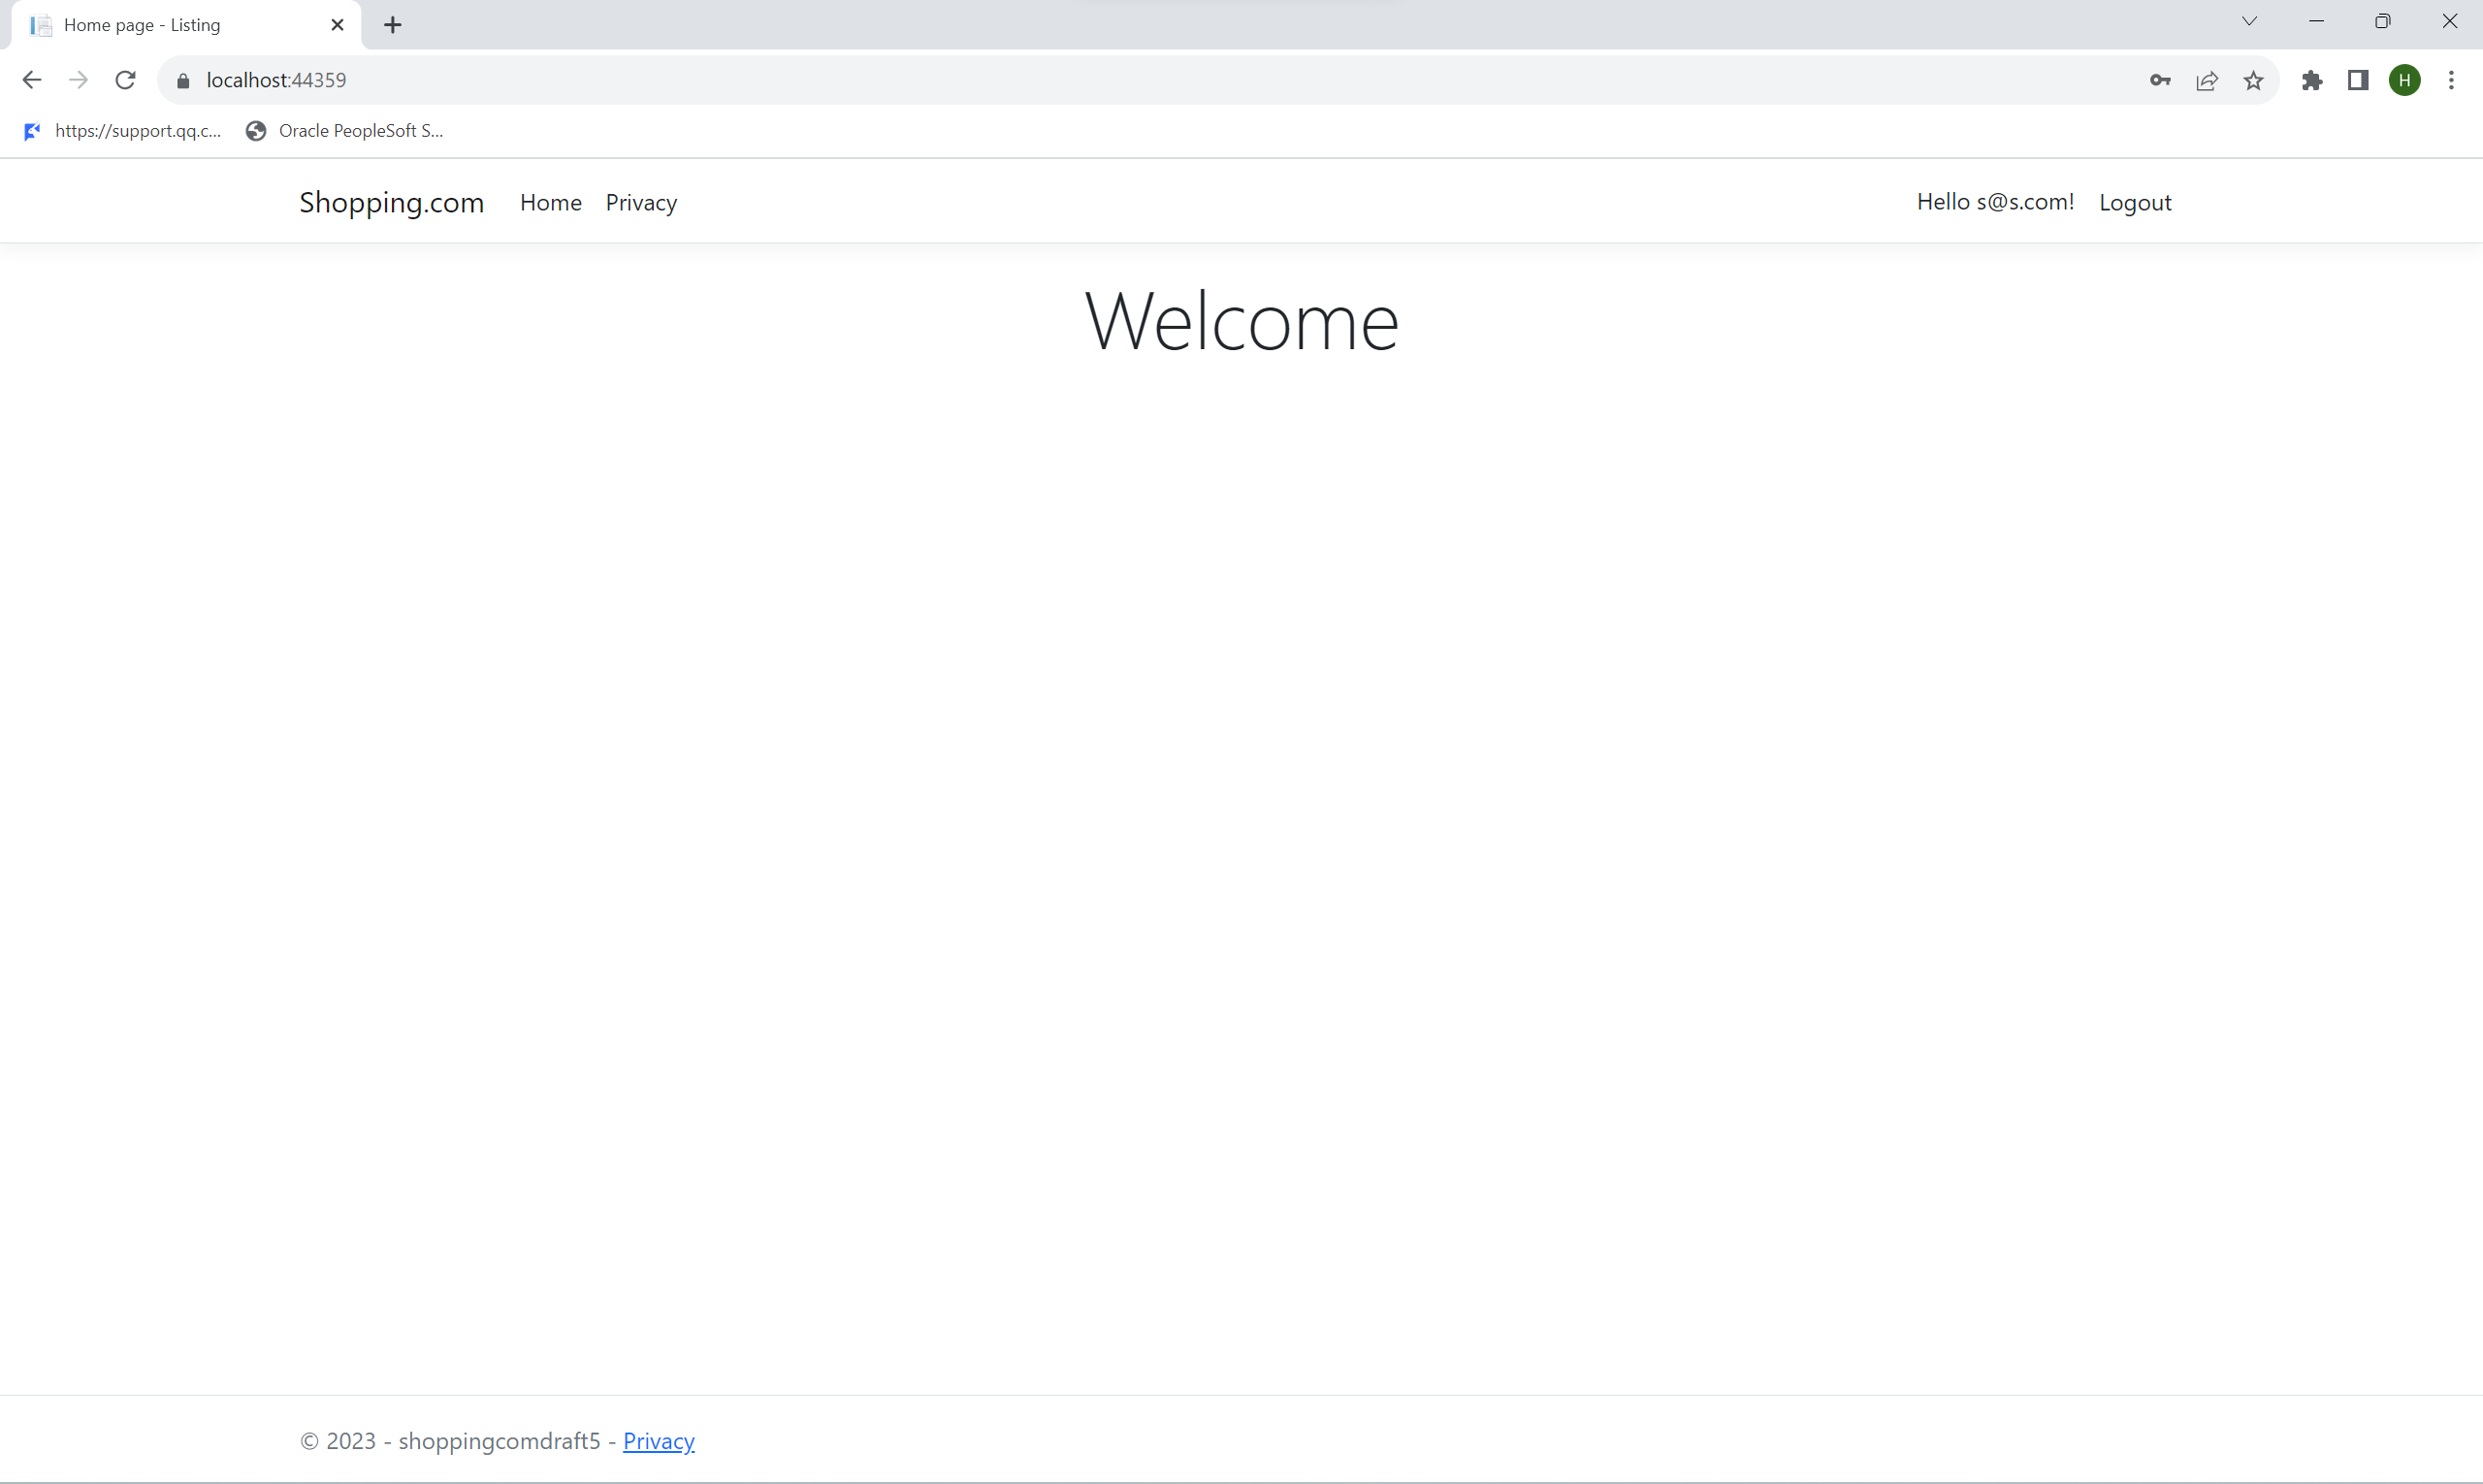 Home page - Listing
localhost:44359
H
https://support.qq.c... Oracle PeopleSoft S...
Shopping.com Home Privacy Hello s@s.com! Logout
Welcome
© 2023 - shoppingcomdraft5 - Privacy